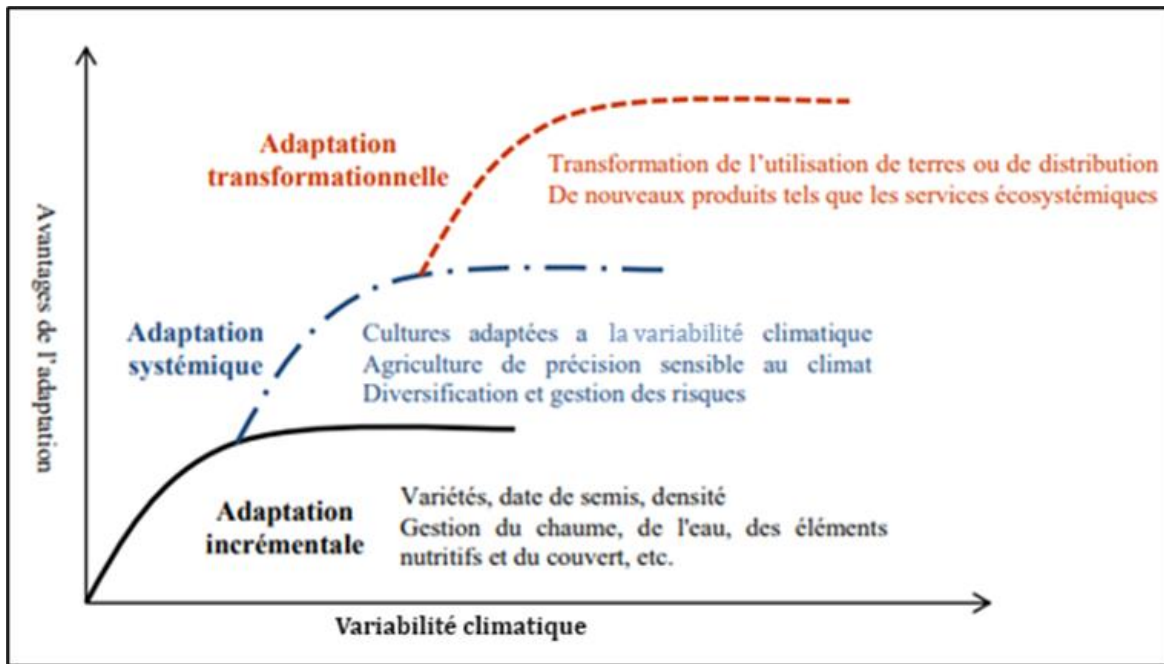 Adaptation
transformationnelle
Transformation de l'utilisation de terres ou de distribution
De nouveaux produits tels que les services écosystémiques
Avantages de l'adaptation
Adaptation
systémique
Cultures adaptées a la variabilité climatique
Agriculture de précision sensible au climat
Diversification et gestion des risques
Adaptation
incrémentale
Variétés, date de semis, densité
Gestion du chaume, de l'eau, des éléments
nutritifs et du couvert, etc.
Variabilité climatique